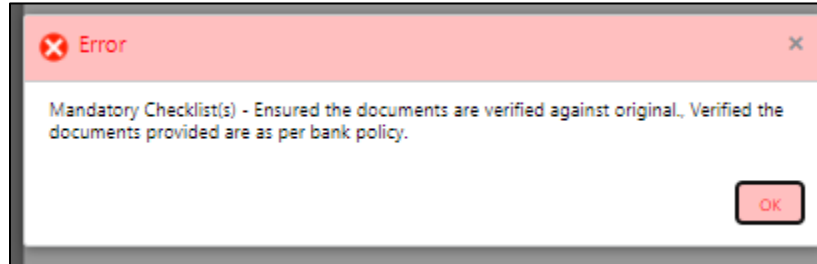 Error
Mandatory Checklist(s) - Ensured the documents are verified against original., Verified the
documents provided are as per bank policy.
OK